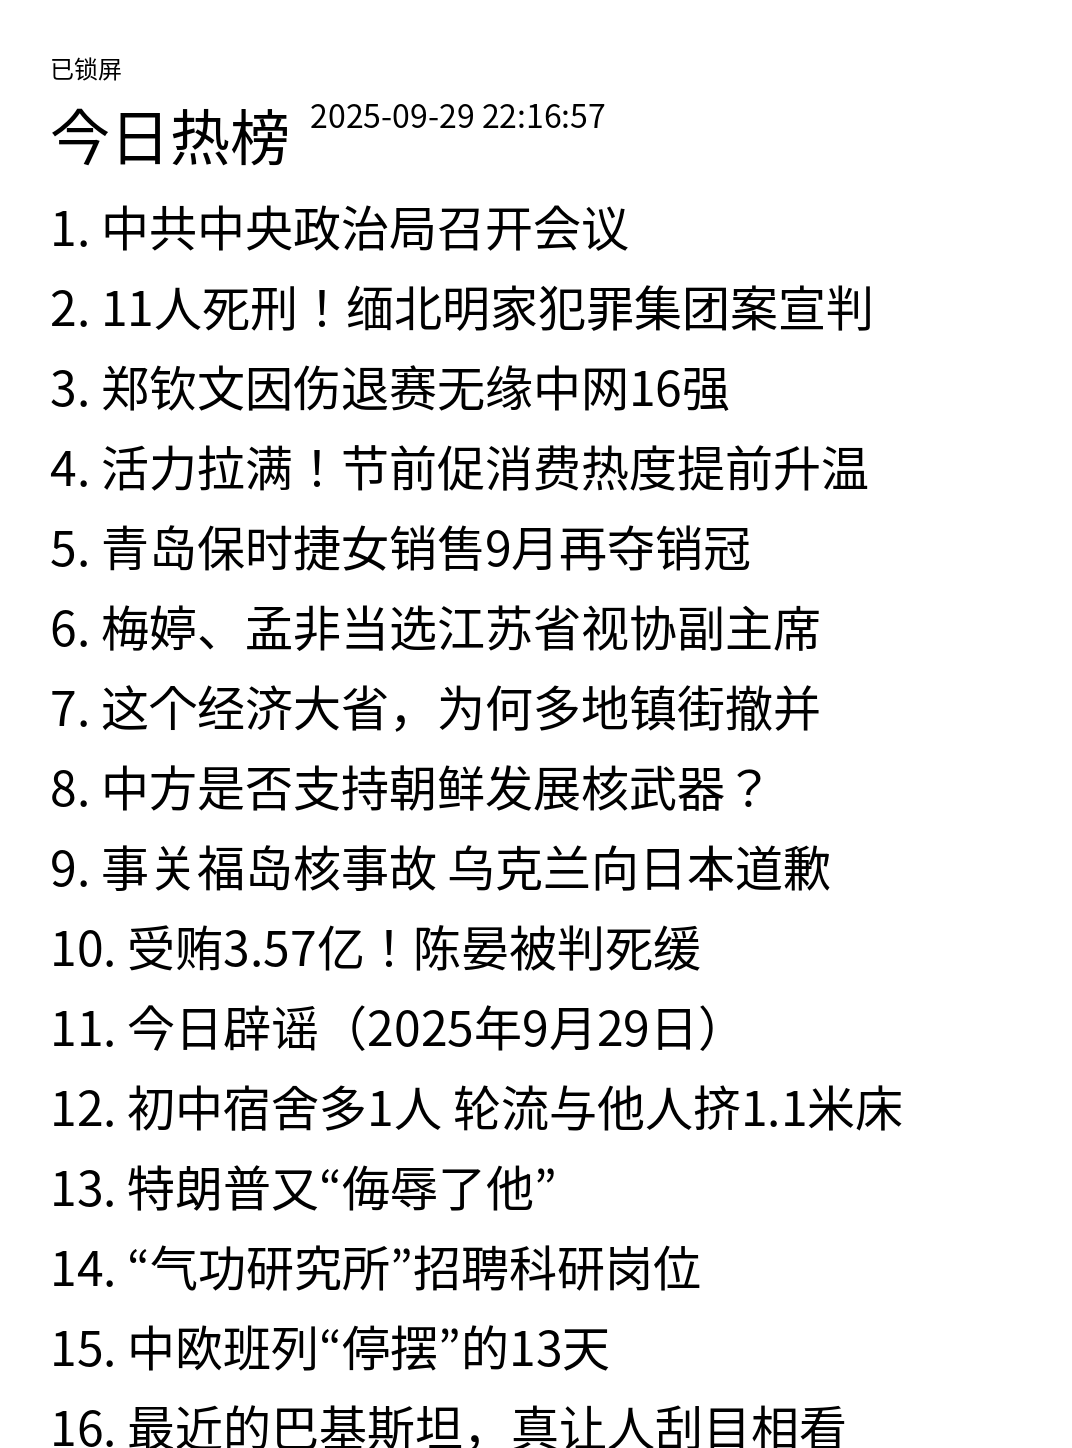 已锁屏
今日热榜 2025-09-29 22:16:57
1. 中共中央政治局召开会议
2. 11人死刑！缅北明家犯罪集团案宣判
3. 郑钦文因伤退赛无缘中网16强
4. 活力拉满！节前促消费热度提前升温
5. 青岛保时捷女销售9月再夺销冠
6. 梅婷、孟非当选江苏省视协副主席
7. 这个经济大省，为何多地镇街撤并
8. 中方是否支持朝鲜发展核武器？
9. 事关福岛核事故 乌克兰向日本道歉
10. 受贿3.57亿！陈晏被判死缓
11. 今日辟谣（2025年9月29日）
12. 初中宿舍多1人 轮流与他人挤1.1米床
13. 特朗普又“侮辱了他”
14. “气功研究所”招聘科研岗位
15. 中欧班列“停摆”的13天
16. 最近的巴基斯坦，真让人刮目相看